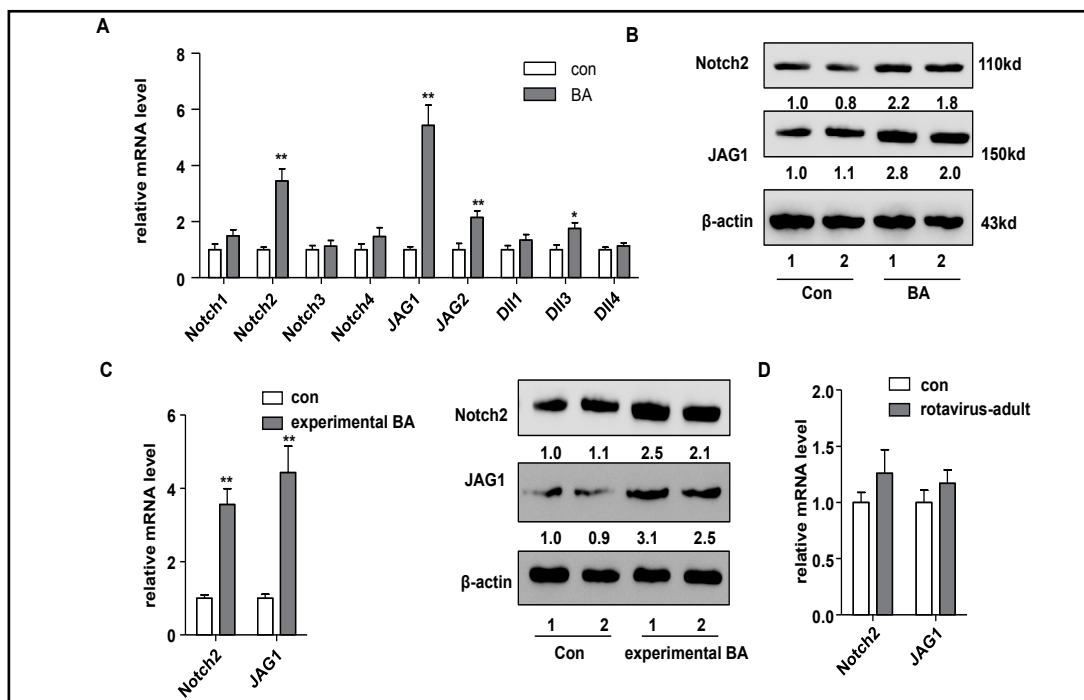 A
relative mRNA level
8
6
4
2
0
con
BA
**
**
**
*
Notch1
Notch2
Notch3
Notch4
JAG1
JAG2
Dll1
Dll3
Dll4
B
Notch2
110kd
1.0 0.8 2.2 1.8
JAG1
150kd
1.0 1.1 2.8 2.0
β-actin
43kd
1 2 1 2
Con BA
C
relative mRNA level
6
4
2
0
con
experimental BA
**
**
Notch2
JAG1
Notch2
1.0 1.1 2.5 2.1
JAG1
1.0 0.9 3.1 2.5
β-actin
1 2 1 2
Con experimental BA
D
relative mRNA level
2.0
1.5
1.0
0.5
0.0
con
rotavirus-adult
Notch2
JAG1